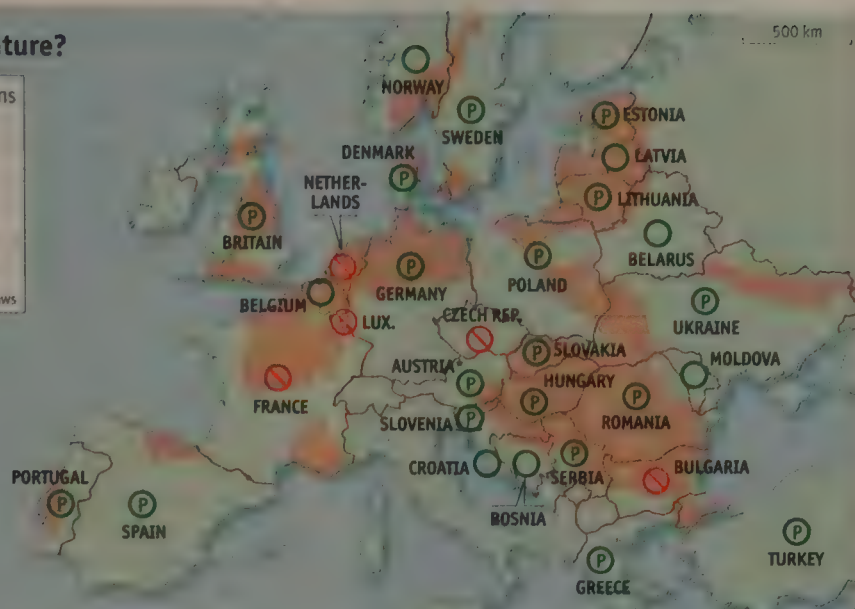 ture?
ns
ws
500 km
NORWAY
P
SWEDEN
P
ESTONIA
LATVIA
P
LITHUANIA
DENMARK
P
NETHER-
LANDS
P
BRITAIN
BELARUS
P
GERMANY
P
POLAND
BELGIUM
LUX.
P
UKRAINE
CZECH REP.
P
SLOVAKIA
MOLDOVA
AUSTRIA
P
HUNGARY
P
P
ROMANIA
FRANCE
SLOVENIA
P
CROATIA
BOSNIA
P
SERBIA
BULGARIA
PORTUGAL
P
P
SPAIN
P
GREECE
P
TURKEY